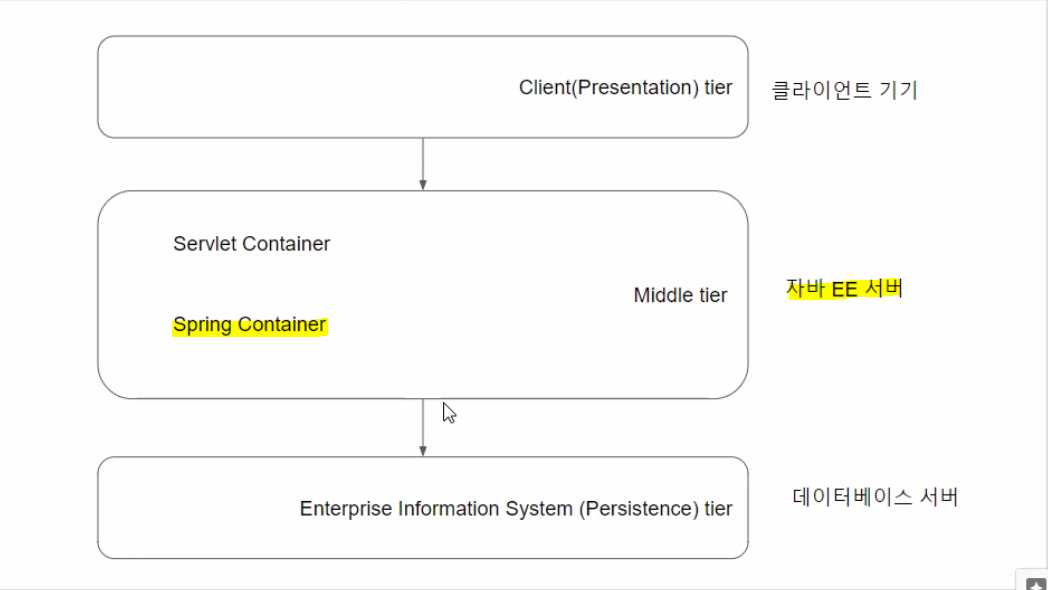 Client(Presentation) tier
클라이언트 기기
Servlet Container
Middle tier
자바 EE 서버
Spring Container
Enterprise Information System (Persistence) tier
데이터베이스 서버